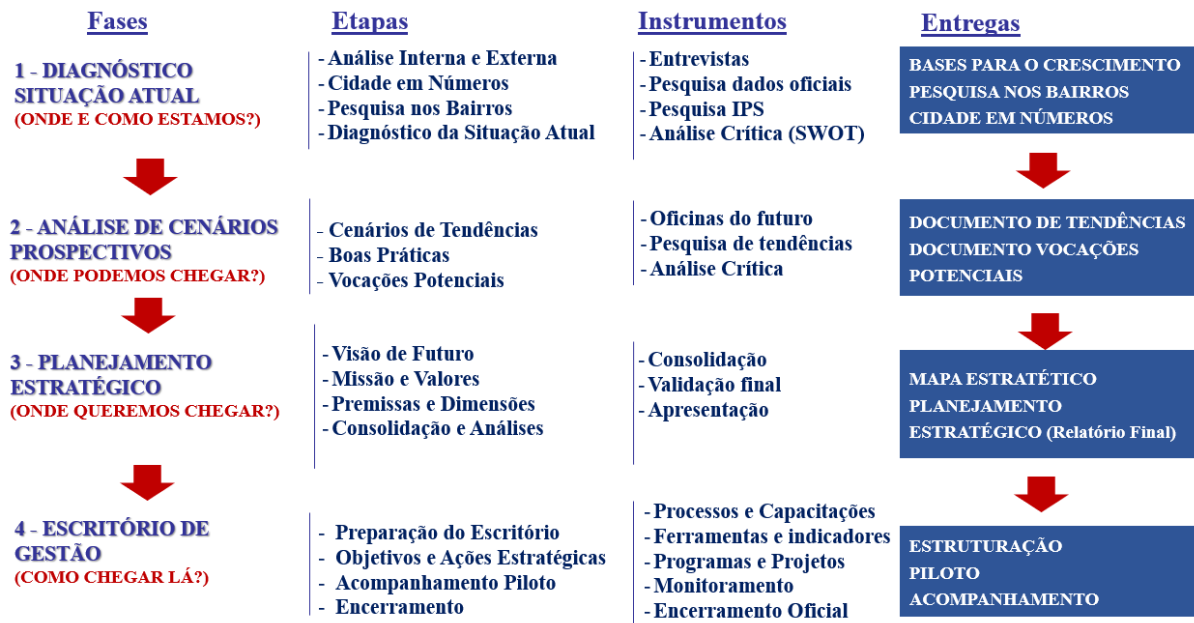 Fases
Etapas
Instrumentos
Entregas
1 - DIAGNÓSTICO
SITUAÇÃO ATUAL
(ONDE E COMO ESTAMOS?)
- Análise Interna e Externa
- Cidade em Números
- Pesquisa nos Bairros
- Diagnóstico da Situação Atual
- Entrevistas
- Pesquisa dados oficiais
- Pesquisa IPS
- Análise Crítica (SWOT)
BASES PARA O CRESCIMENTO
PESQUISA NOS BAIRROS
CIDADE EM NÚMEROS
2 - ANÁLISE DE CENÁRIOS
PROSPECTIVOS
(ONDE PODEMOS CHEGAR?)
- Cenários de Tendências
- Boas Práticas
- Vocações Potenciais
- Oficinas do futuro
- Pesquisa de tendências
- Análise Crítica
DOCUMENTO DE TENDÊNCIAS
DOCUMENTO VOCAÇÕES
POTENCIAIS
3 - PLANEJAMENTO
ESTRATÉGICO
(ONDE QUEREMOS CHEGAR?)
- Visão de Futuro
- Missão e Valores
- Premissas e Dimensões
- Consolidação e Análises
- Consolidação
- Validação final
- Apresentação
MAPA ESTRATÉTICO
PLANEJAMENTO
ESTRATÉGICO (Relatório Final)
4 - ESCRITÓRIO DE
GESTÃO
(COMO CHEGAR LÁ?)
- Preparação do Escritório
- Objetivos e Ações Estratégicas
- Acompanhamento Piloto
- Encerramento
- Processos e Capacitações
- Ferramentas e indicadores
- Programas e Projetos
- Monitoramento
- Encerramento Oficial
ESTRUTURAÇÃO
PILOTO
ACOMPANHAMENTO